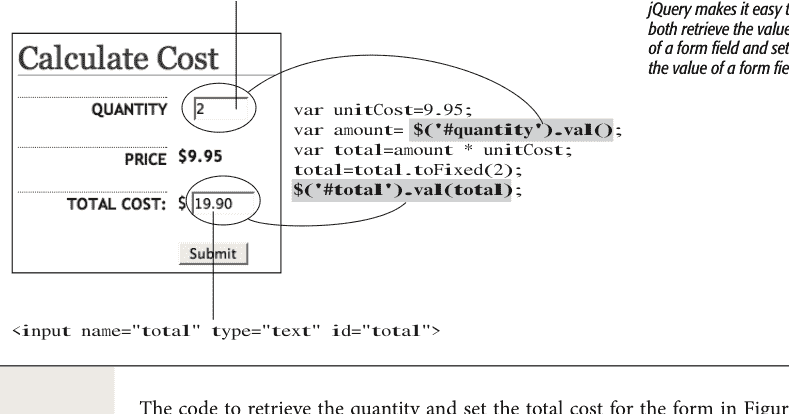 jQuery makes it easy t
both retrieve the value
of a form field and set
the value of a form fie
Calculate Cost
QUANTITY 2
PRICE $9.95
TOTAL COST: $ 19.90
Submit
var unitCost=9.95;
var amount= $('#quantity').val();
var total=amount * unitCost;
total=total.toFixed(2);
$('#total').val(total);
<input name="total" type="text" id="total">
The code to retrieve the quantity and set the total cost for the form in Figur